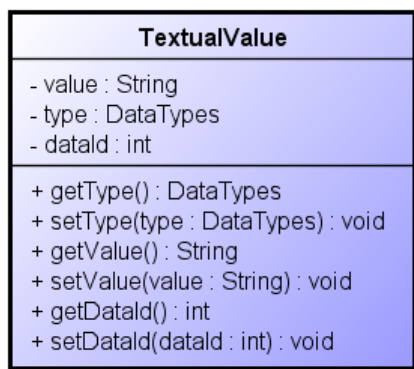 TextualValue
- value : String
- type : DataTypes
- dataId : int
+ getType() : DataTypes
+ setType(type : DataTypes) : void
+ getValue() : String
+ setValue(value : String) : void
+ getDataId() : int
+ setDataId(dataId : int) : void